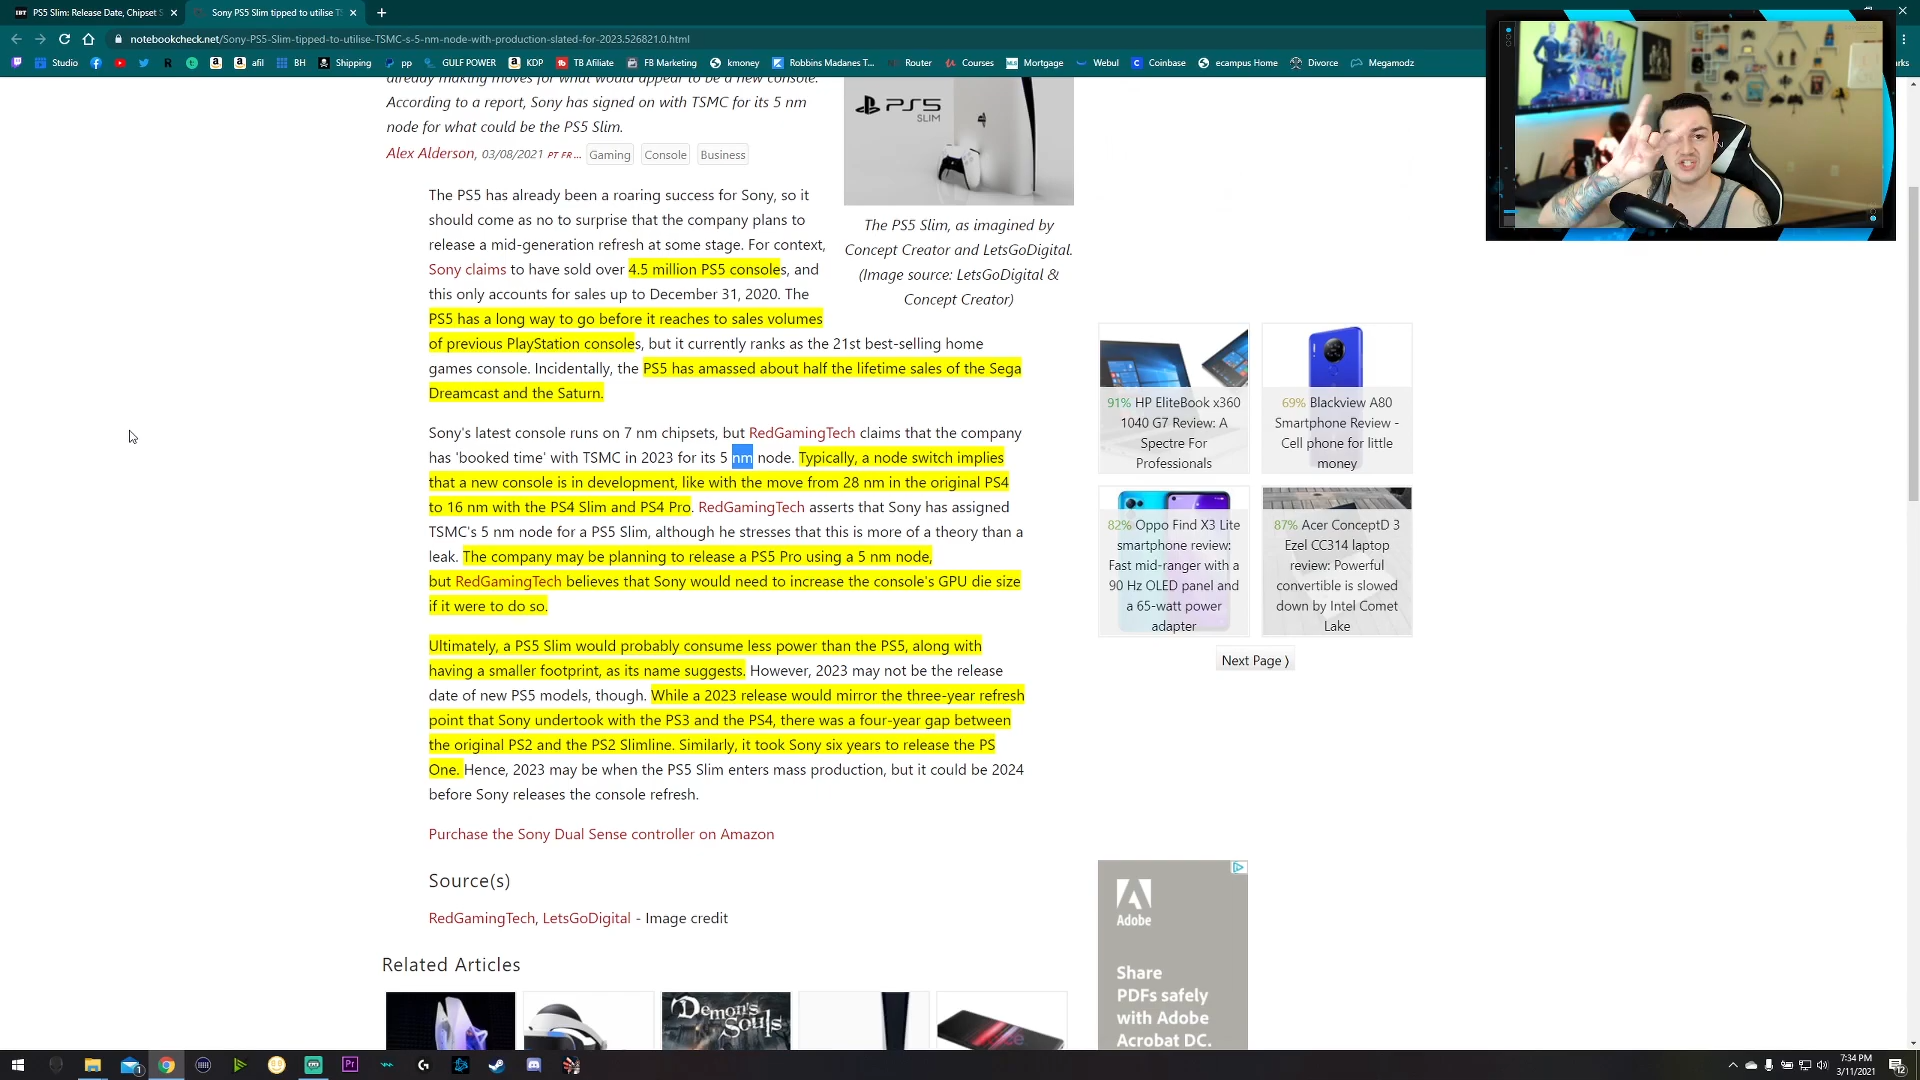 PS5 Slim: Release Date, Chipset S
Sony PS5 Slim tipped to utilise TS
notebookcheck.net/Sony-PS5-Slim-tipped-to-utilise-TSMC-s-5-nm-node-with-production-slated-for-2023.526821.0.html
Studio afil BH Shipping pp GULF POWER KDP TB Afiliate FB Marketing kmoney Robbins Madanes T... Router Courses Mortgage Webul Coinbase ecampus Home Divorce Megamodz
already making moves for what would appear to be a new console.
According to a report, Sony has signed on with TSMC for its 5 nm
node for what could be the PS5 Slim.
Alex Alderson, 03/08/2021 PT FR ... Gaming Console Business
PS5
SLIM
The PS5 Slim, as imagined by
Concept Creator and LetsGoDigital.
(Image source: LetsGoDigital &
Concept Creator)
The PS5 has already been a roaring success for Sony, so it
should come as no to surprise that the company plans to
release a mid-generation refresh at some stage. For context,
Sony claims to have sold over 4.5 million PS5 consoles, and
this only accounts for sales up to December 31, 2020. The
PS5 has a long way to go before it reaches to sales volumes
of previous PlayStation consoles, but it currently ranks as the 21st best-selling home
games console. Incidentally, the PS5 has amassed about half the lifetime sales of the Sega
Dreamcast and the Saturn.
Sony's latest console runs on 7 nm chipsets, but RedGamingTech claims that the company
has 'booked time' with TSMC in 2023 for its 5 nm node. Typically, a node switch implies
that a new console is in development, like with the move from 28 nm in the original PS4
to 16 nm with the PS4 Slim and PS4 Pro. RedGamingTech asserts that Sony has assigned
TSMC's 5 nm node for a PS5 Slim, although he stresses that this is more of a theory than a
leak. The company may be planning to release a PS5 Pro using a 5 nm node,
but RedGamingTech believes that Sony would need to increase the console's GPU die size
if it were to do so.
Ultimately, a PS5 Slim would probably consume less power than the PS5, along with
having a smaller footprint, as its name suggests. However, 2023 may not be the release
date of new PS5 models, though. While a 2023 release would mirror the three-year refresh
point that Sony undertook with the PS3 and the PS4, there was a four-year gap between
the original PS2 and the PS2 Slimline. Similarly, it took Sony six years to release the PS
One. Hence, 2023 may be when the PS5 Slim enters mass production, but it could be 2024
before Sony releases the console refresh.
Purchase the Sony Dual Sense controller on Amazon
Source(s)
RedGamingTech, LetsGoDigital - Image credit
Related Articles
DEMON'S
SOULS
91% HP EliteBook x360
1040 G7 Review: A
Spectre For
Professionals
69% Blackview A80
Smartphone Review -
Cell phone for little
money
82% Oppo Find X3 Lite
smartphone review:
Fast mid-ranger with a
90 Hz OLED panel and
a 65-watt power
adapter
87% Acer ConceptD 3
Ezel CC314 laptop
review: Powerful
convertible is slowed
down by Intel Comet
Lake
Next Page ⟩
Adobe
Share
PDFs safely
with Adobe
Acrobat DC.
7:34 PM
3/11/2021